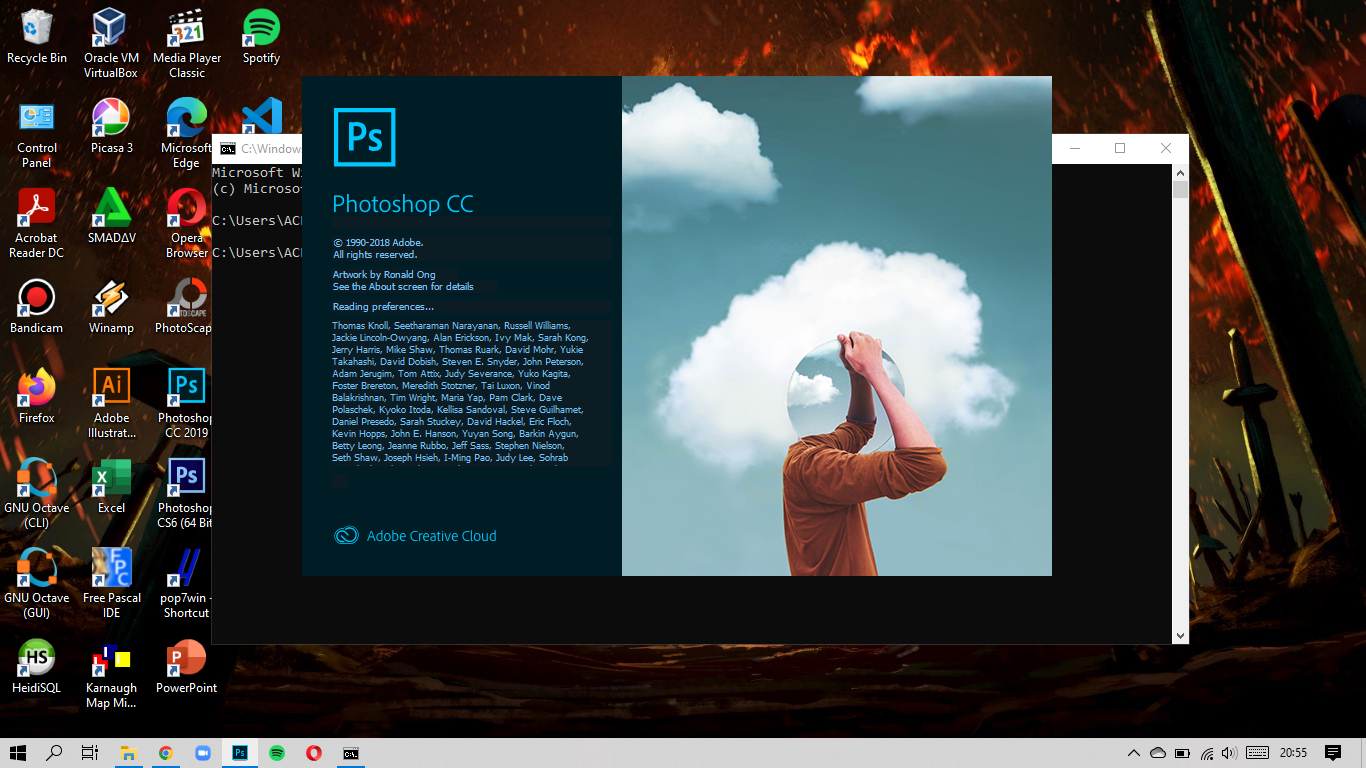 Recycle Bin
Oracle VM
VirtualBox
Media Player
Classic
321
Spotify
Control
Panel
Picasa 3
Microsoft
Edge
Acrobat
Reader DC
SMADΔV
Opera
Browser
Bandicam
Winamp
PhotoScap
Firefox
Ai
Adobe
Illustrat...
Ps
Photoshop
CC 2019
GNU Octave
(CLI)
X
Excel
Ps
Photoshop
CS6 (64 Bit
GNU Octave
(GUI)
FPC
Free Pascal
IDE
pop7win -
Shortcut
HS
HeidiSQL
Karnaugh
Map Mi...
P
PowerPoint
C:\Window
Microsoft Wi
(c) Microsof
C:\Users\ACE
C:\Users\ACE
Ps
Photoshop CC
© 1990-2018 Adobe.
All rights reserved.
Artwork by Ronald Ong
See the About screen for details
Reading preferences...
Thomas Knoll, Seetharaman Narayanan, Russell Williams,
Jackie Lincoln-Owyang, Alan Erickson, Ivy Mak, Sarah Kong,
Jerry Harris, Mike Shaw, Thomas Ruark, David Mohr, Yukie
Takahashi, David Dobish, Steven E. Snyder, John Peterson,
Adam Jerugim, Tom Attix, Judy Severance, Yuko Kagita,
Foster Brereton, Meredith Stotzner, Tai Luxon, Vinod
Balakrishnan, Tim Wright, Maria Yap, Pam Clark, Dave
Polaschek, Kyoko Itoda, Kellisa Sandoval, Steve Guilhamet,
Daniel Presedo, Sarah Stuckey, David Hackel, Eric Floch,
Kevin Hopps, John E. Hanson, Yuyan Song, Barkin Aygun,
Betty Leong, Jeanne Rubbo, Jeff Sass, Stephen Nielson,
Seth Shaw, Joseph Hsieh, I-Ming Pao, Judy Lee, Sohrab
Adobe Creative Cloud
Ps
20:55